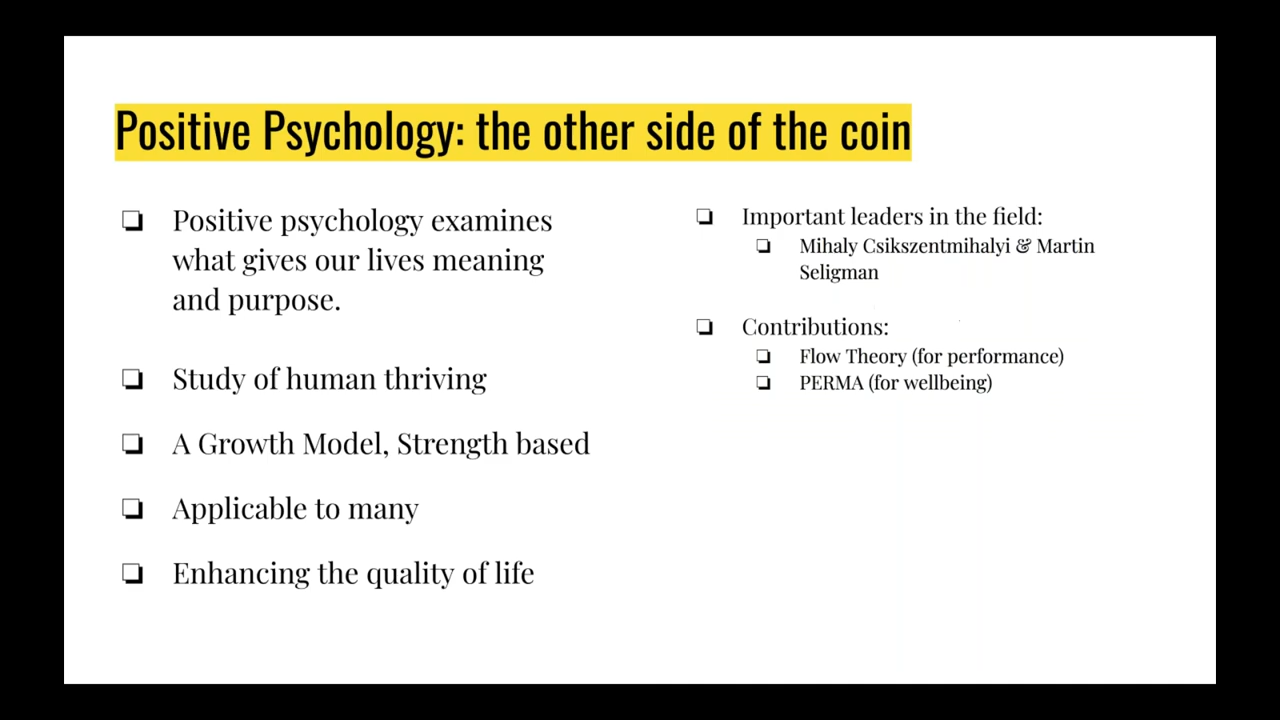 Positive Psychology: the other side of the coin
❏ Positive psychology examines
what gives our lives meaning
and purpose.
❏ Study of human thriving
❏ A Growth Model, Strength based
❏ Applicable to many
❏ Enhancing the quality of life
❏ Important leaders in the field:
❏ Mihaly Csikszentmihalyi & Martin
Seligman
❏ Contributions:
❏ Flow Theory (for performance)
❏ PERMA (for wellbeing)